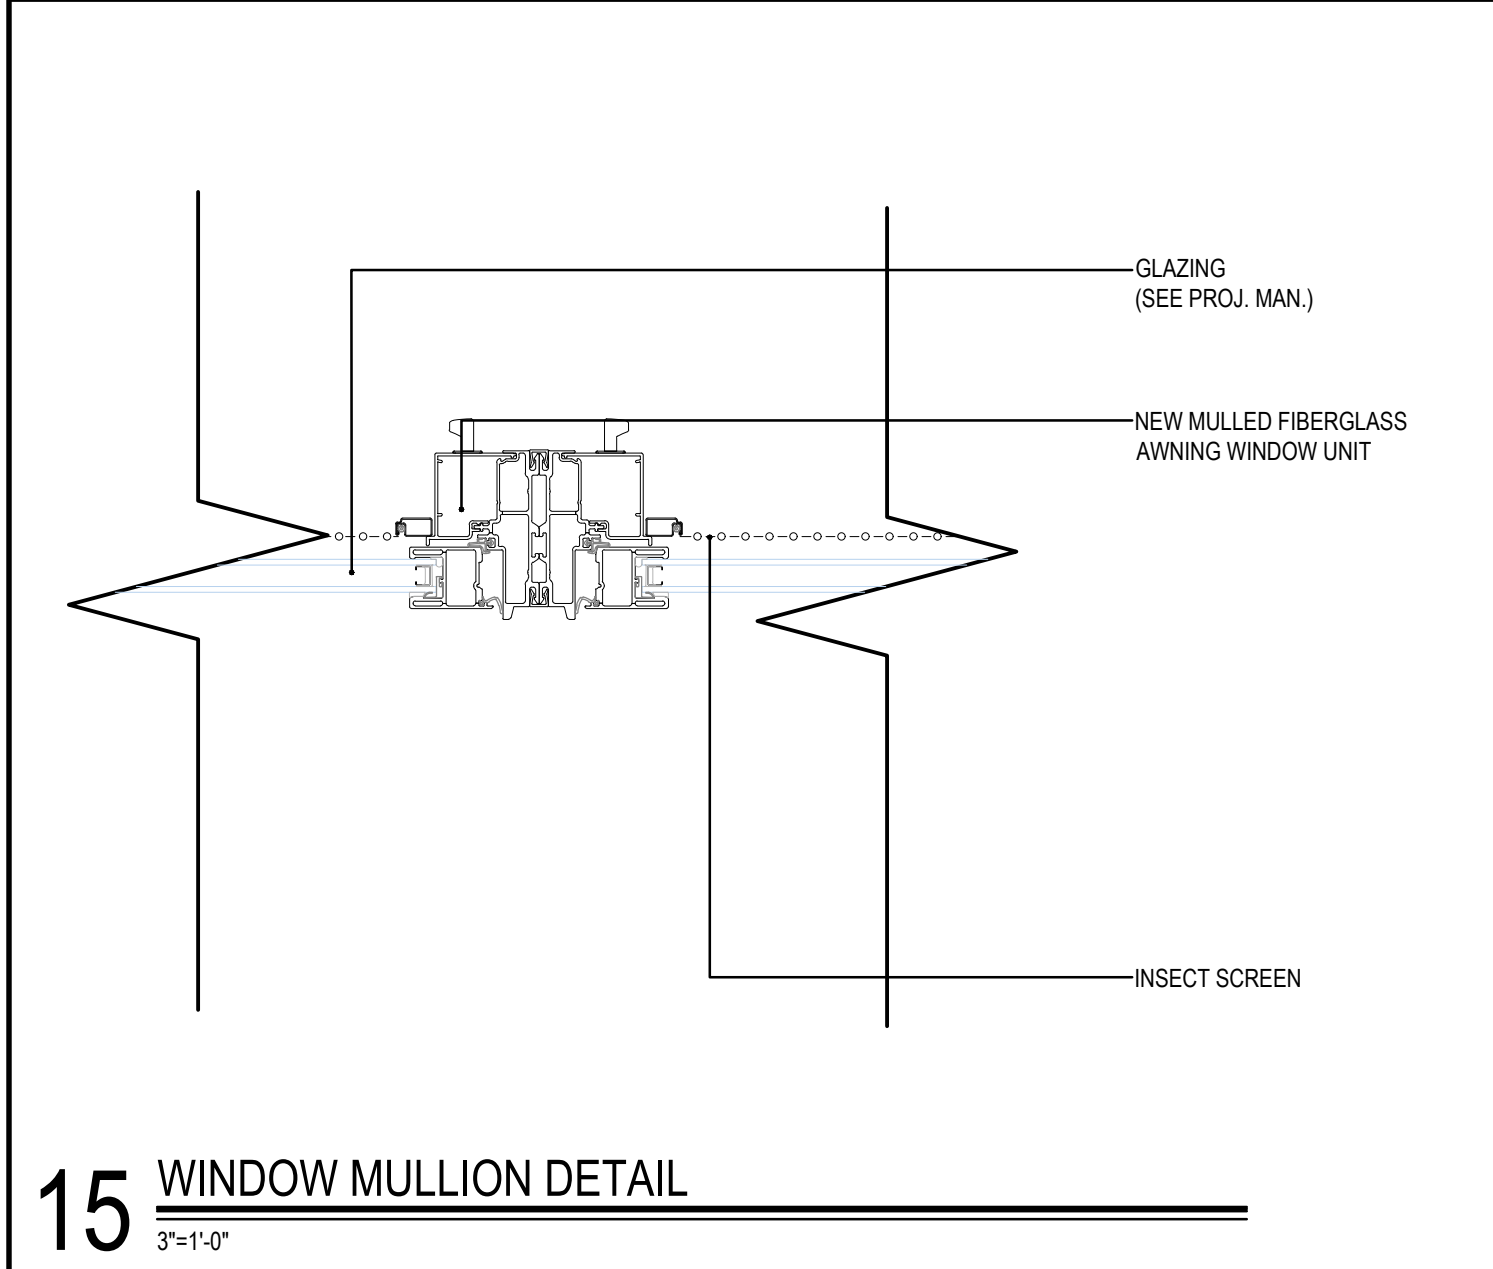 GLAZING
(SEE PROJ. MAN.)
NEW MULLED FIBERGLASS
AWNING WINDOW UNIT
INSECT SCREEN
15
WINDOW MULLION DETAIL
3"=1'-0"